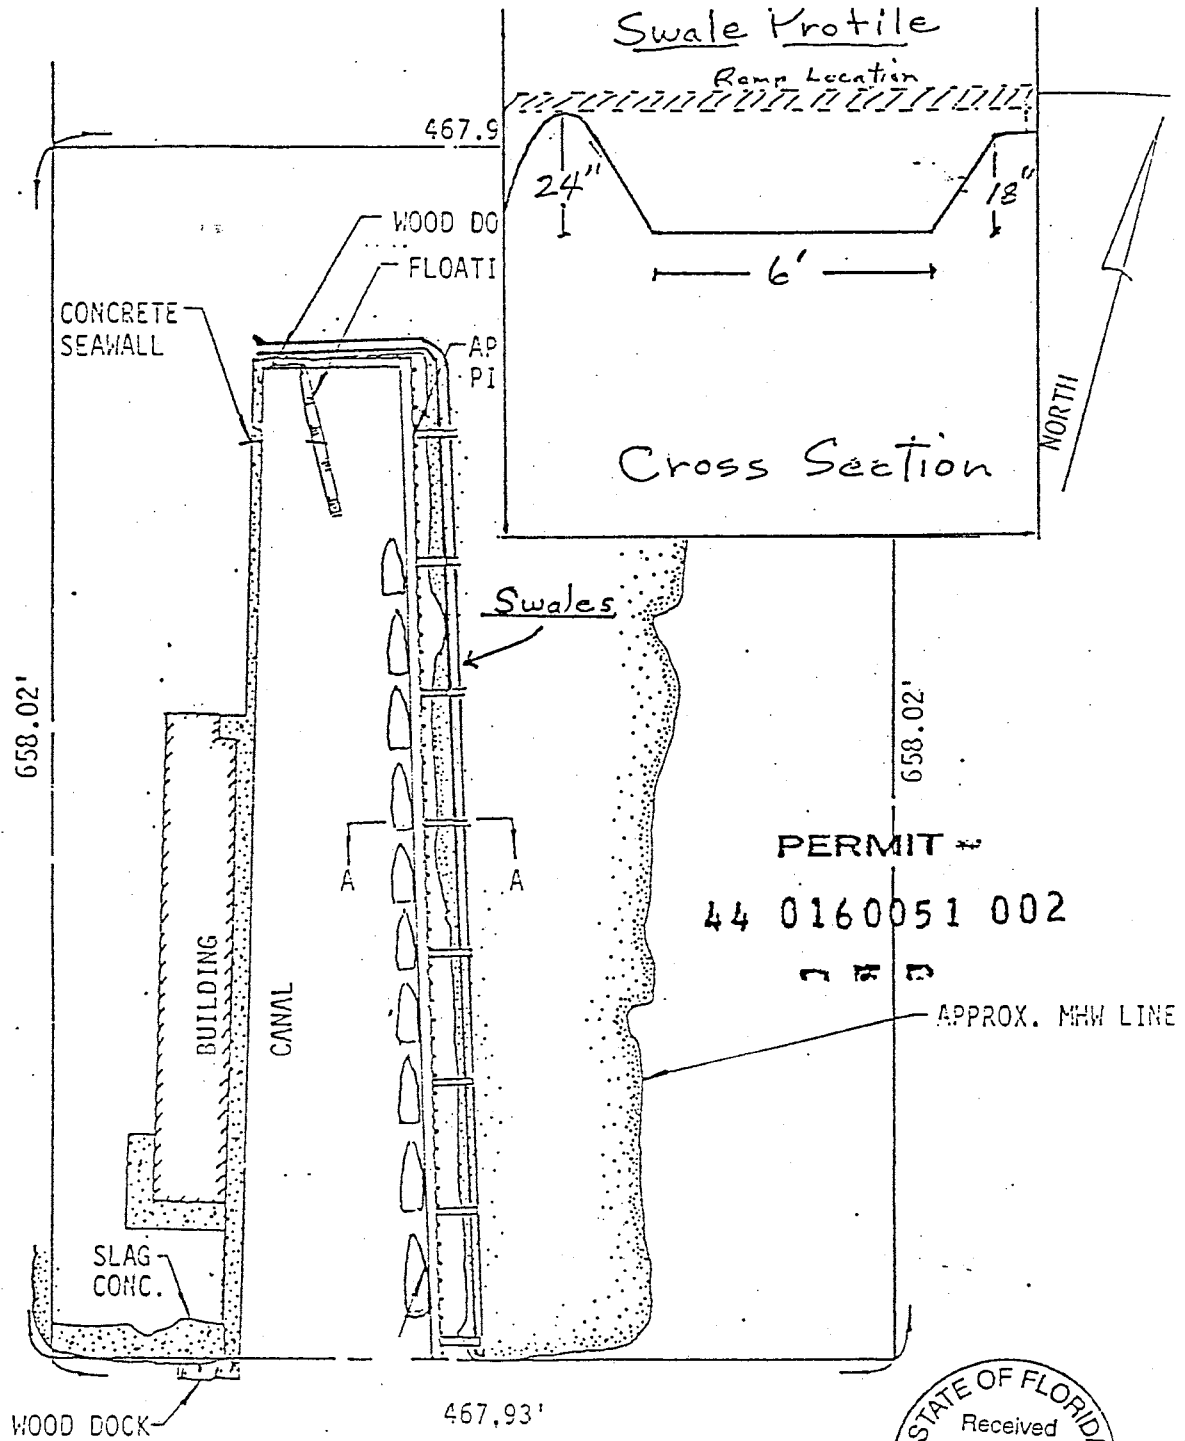 Swale Profile
Ramp Location
24"
18"
6'
Cross Section
467.9
WOOD DO
FLOATI
CONCRETE
SEAWALL
AP
PI
NORTH
Swales
658.02'
658.02'
A
A
PERMIT #
44 0160051 002
BUILDING
CANAL
APPROX. MHW LINE
SLAG
CONC.
WOOD DOCK
467,93'
STATE OF FLORIDA
Received